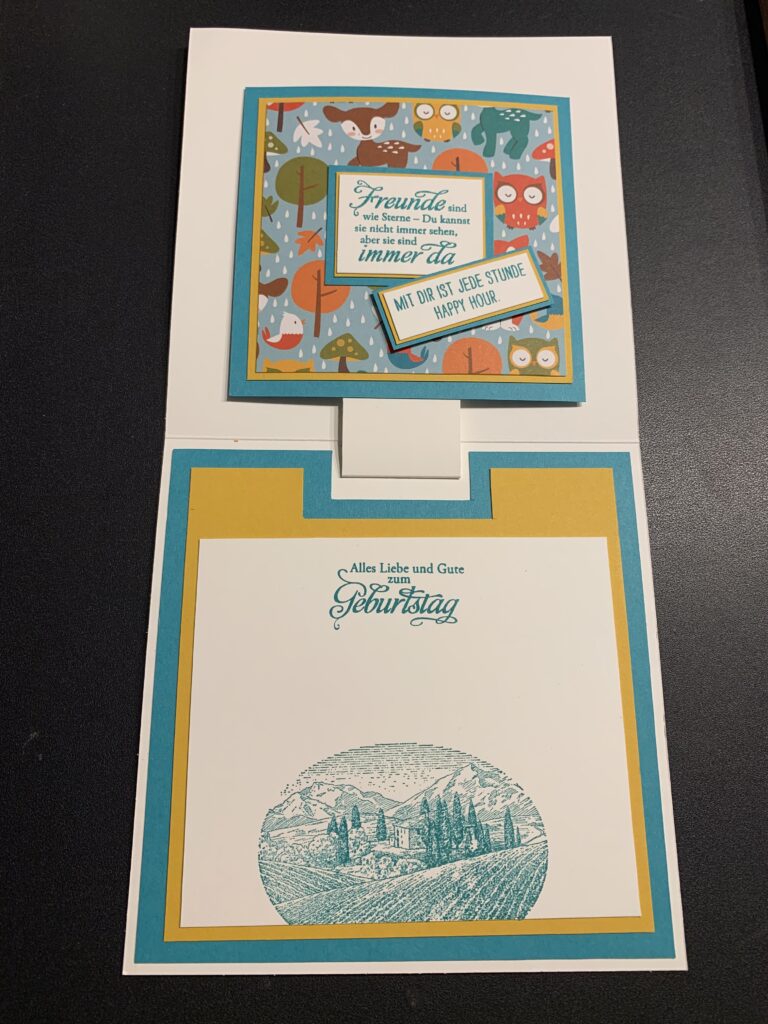 Freunde sind
wie Sterne – Du kannst
sie nicht immer sehen,
aber sie sind
immer da
MIT DIR IST JEDE STUNDE
HAPPY HOUR.
Alles Liebe und Gute
zum
Geburtstag